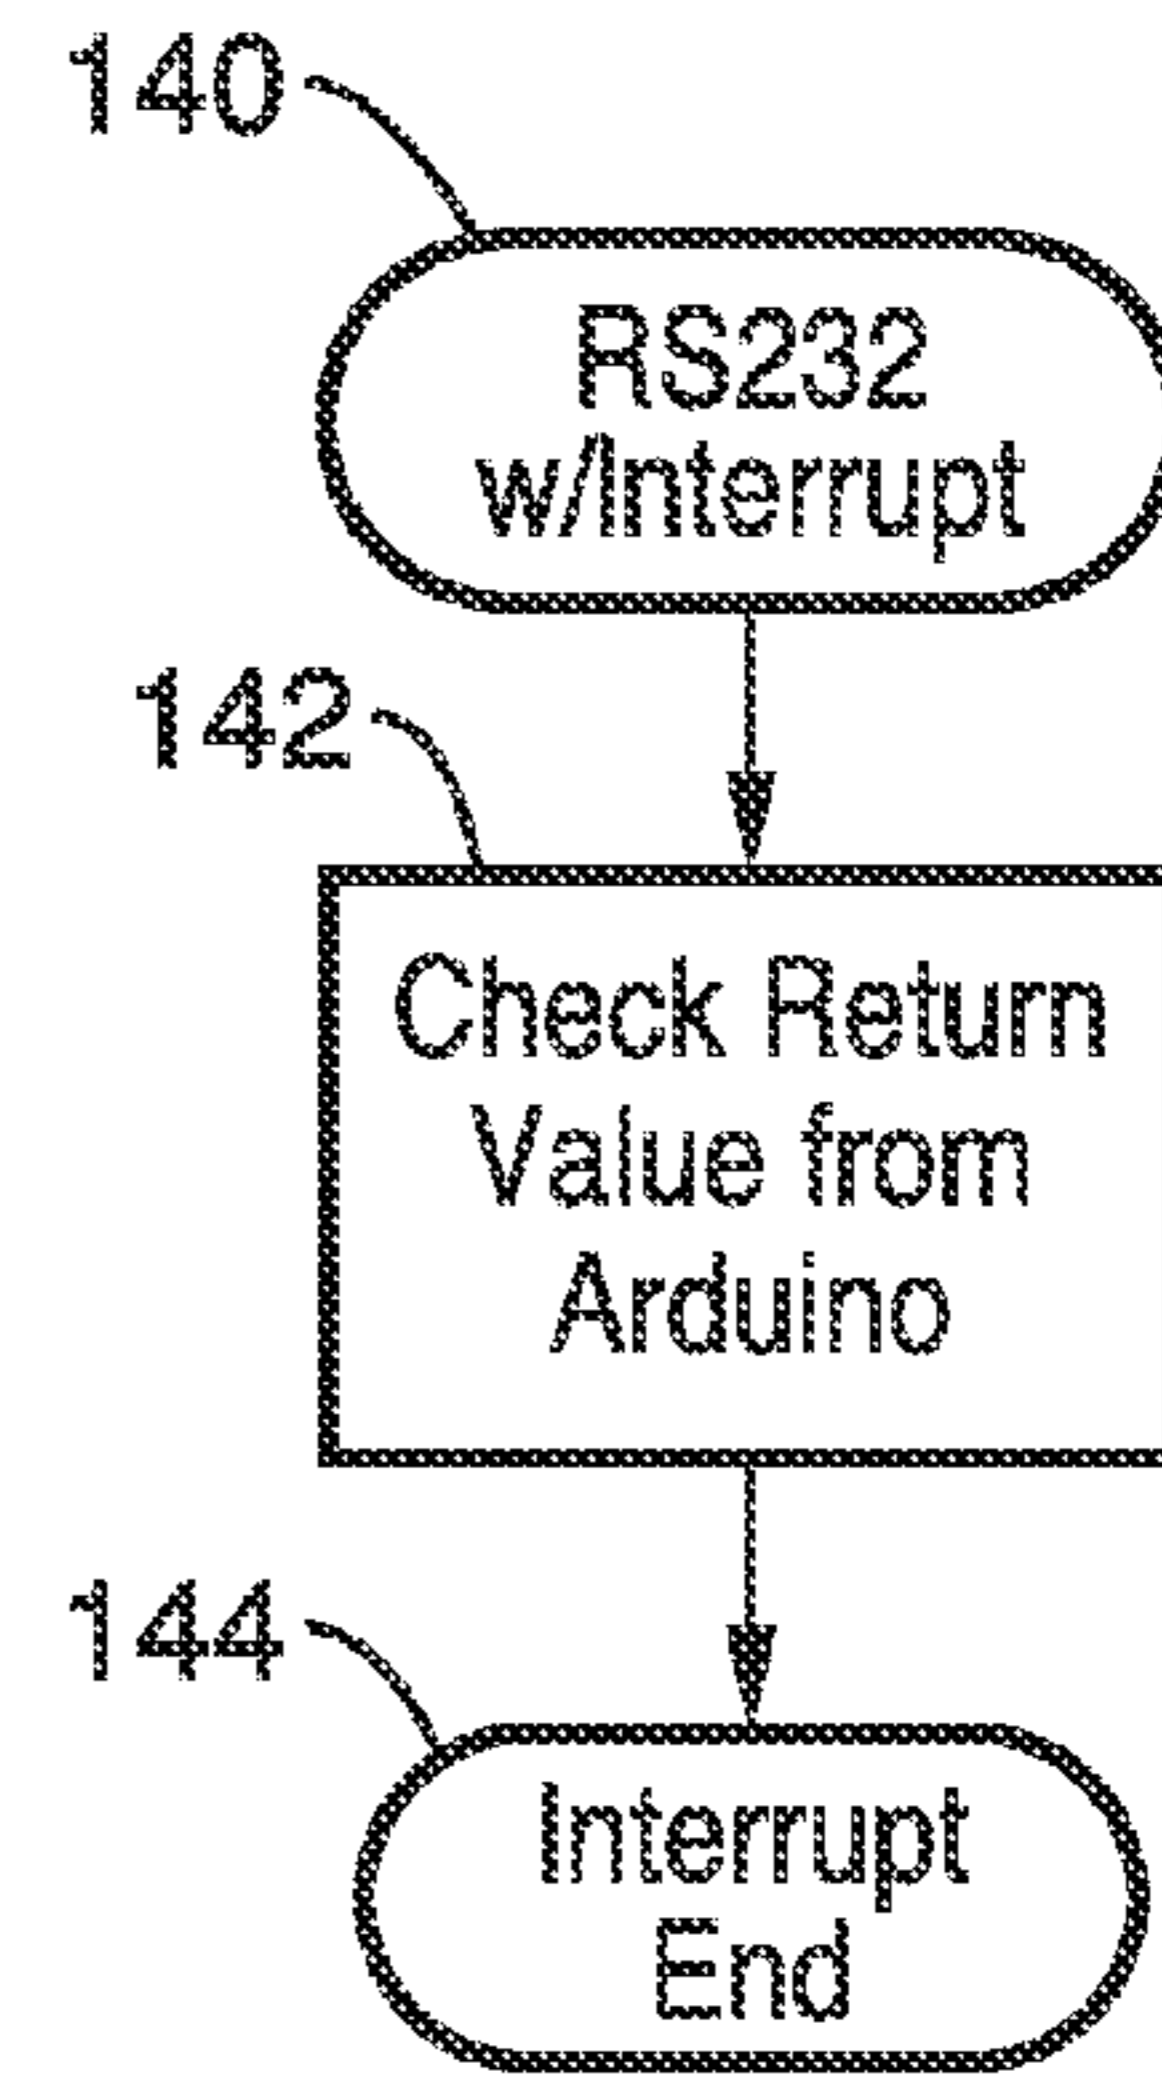 140
RS232
w/Interrupt
142
Check Return
Value from
Arduino
144
Interrupt
End